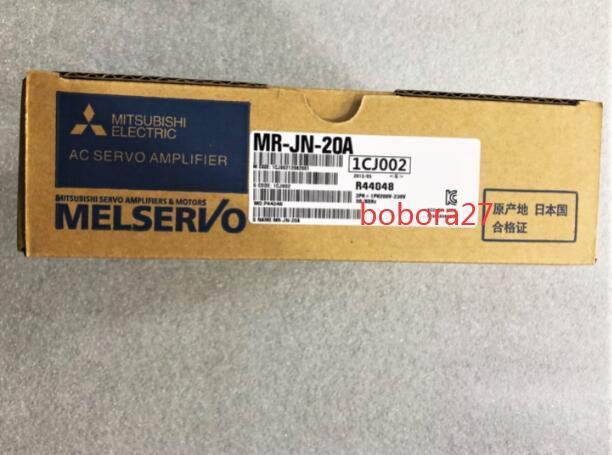 MITSUBISHI
ELECTRIC
AC SERVO AMPLIFIER
MITSUBISHI SERVO AMPLIFIERS & MOTORS
MELSERVO
MR-JN-20A
1CJ002
R44048
bobora27
原产地 日本国
合格证